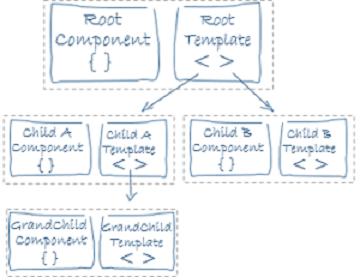 Root
Component
{ }
Root
Template
< >
Child A
Component
{ }
Child A
Template
< >
Child B
Component
{ }
Child B
Template
< >
GrandChild
Component
{ }
GrandChild
Template
< >